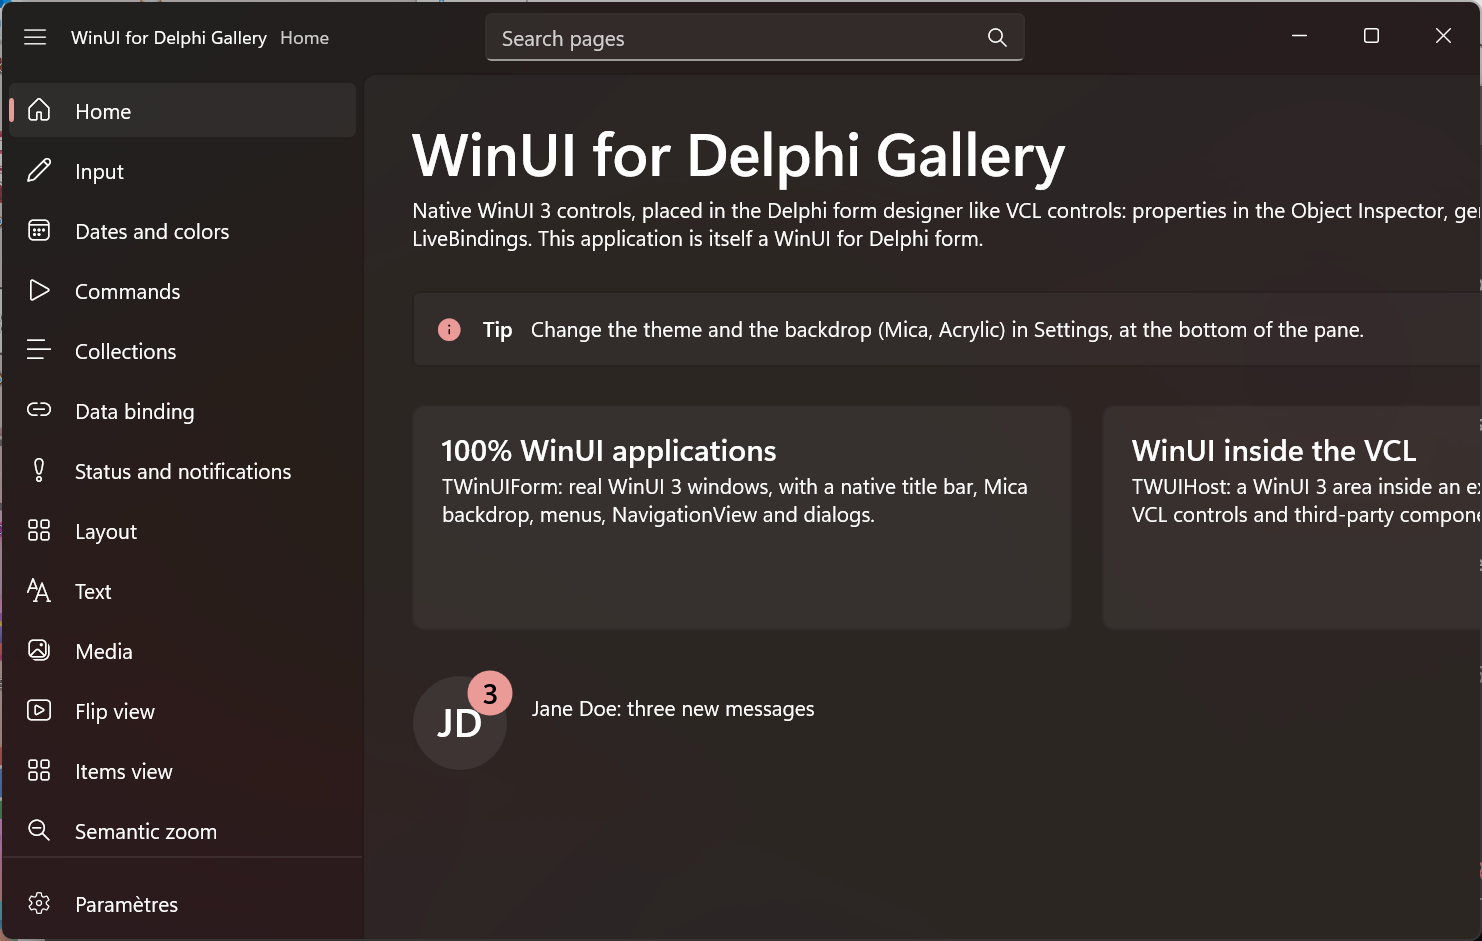 WinUI for Delphi Gallery Home
Search pages
Home
Input
Dates and colors
Commands
Collections
Data binding
Status and notifications
Layout
Text
Media
Flip view
Items view
Semantic zoom
Paramètres
WinUI for Delphi Gallery
Native WinUI 3 controls, placed in the Delphi form designer like VCL controls: properties in the Object Inspector,
LiveBindings. This application is itself a WinUI for Delphi form.
Tip Change the theme and the backdrop (Mica, Acrylic) in Settings, at the bottom of the pane.
100% WinUI applications
TWinUIForm: real WinUI 3 windows, with a native title bar, Mica
backdrop, menus, NavigationView and dialogs.
WinUI inside the VCL
TWUIHost: a WinUI 3 area inside an
VCL controls and third-party
JD
3
Jane Doe: three new messages